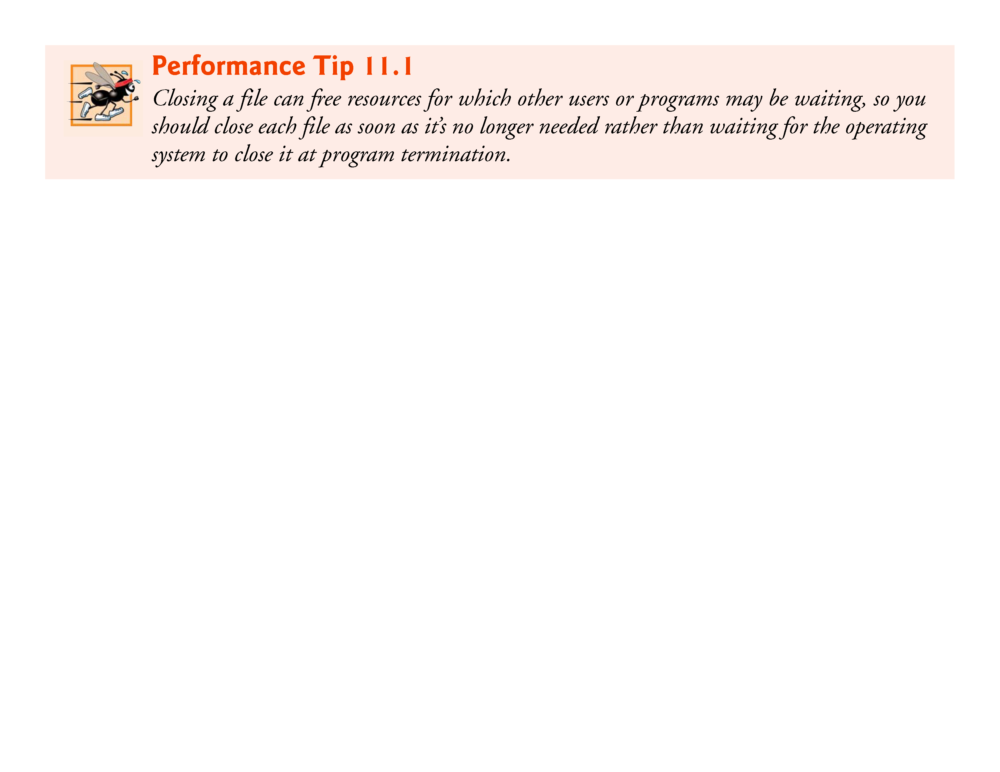 Performance Tip 11.1
Closing a file can free resources for which other users or programs may be waiting, so you
should close each file as soon as it’s no longer needed rather than waiting for the operating
system to close it at program termination.